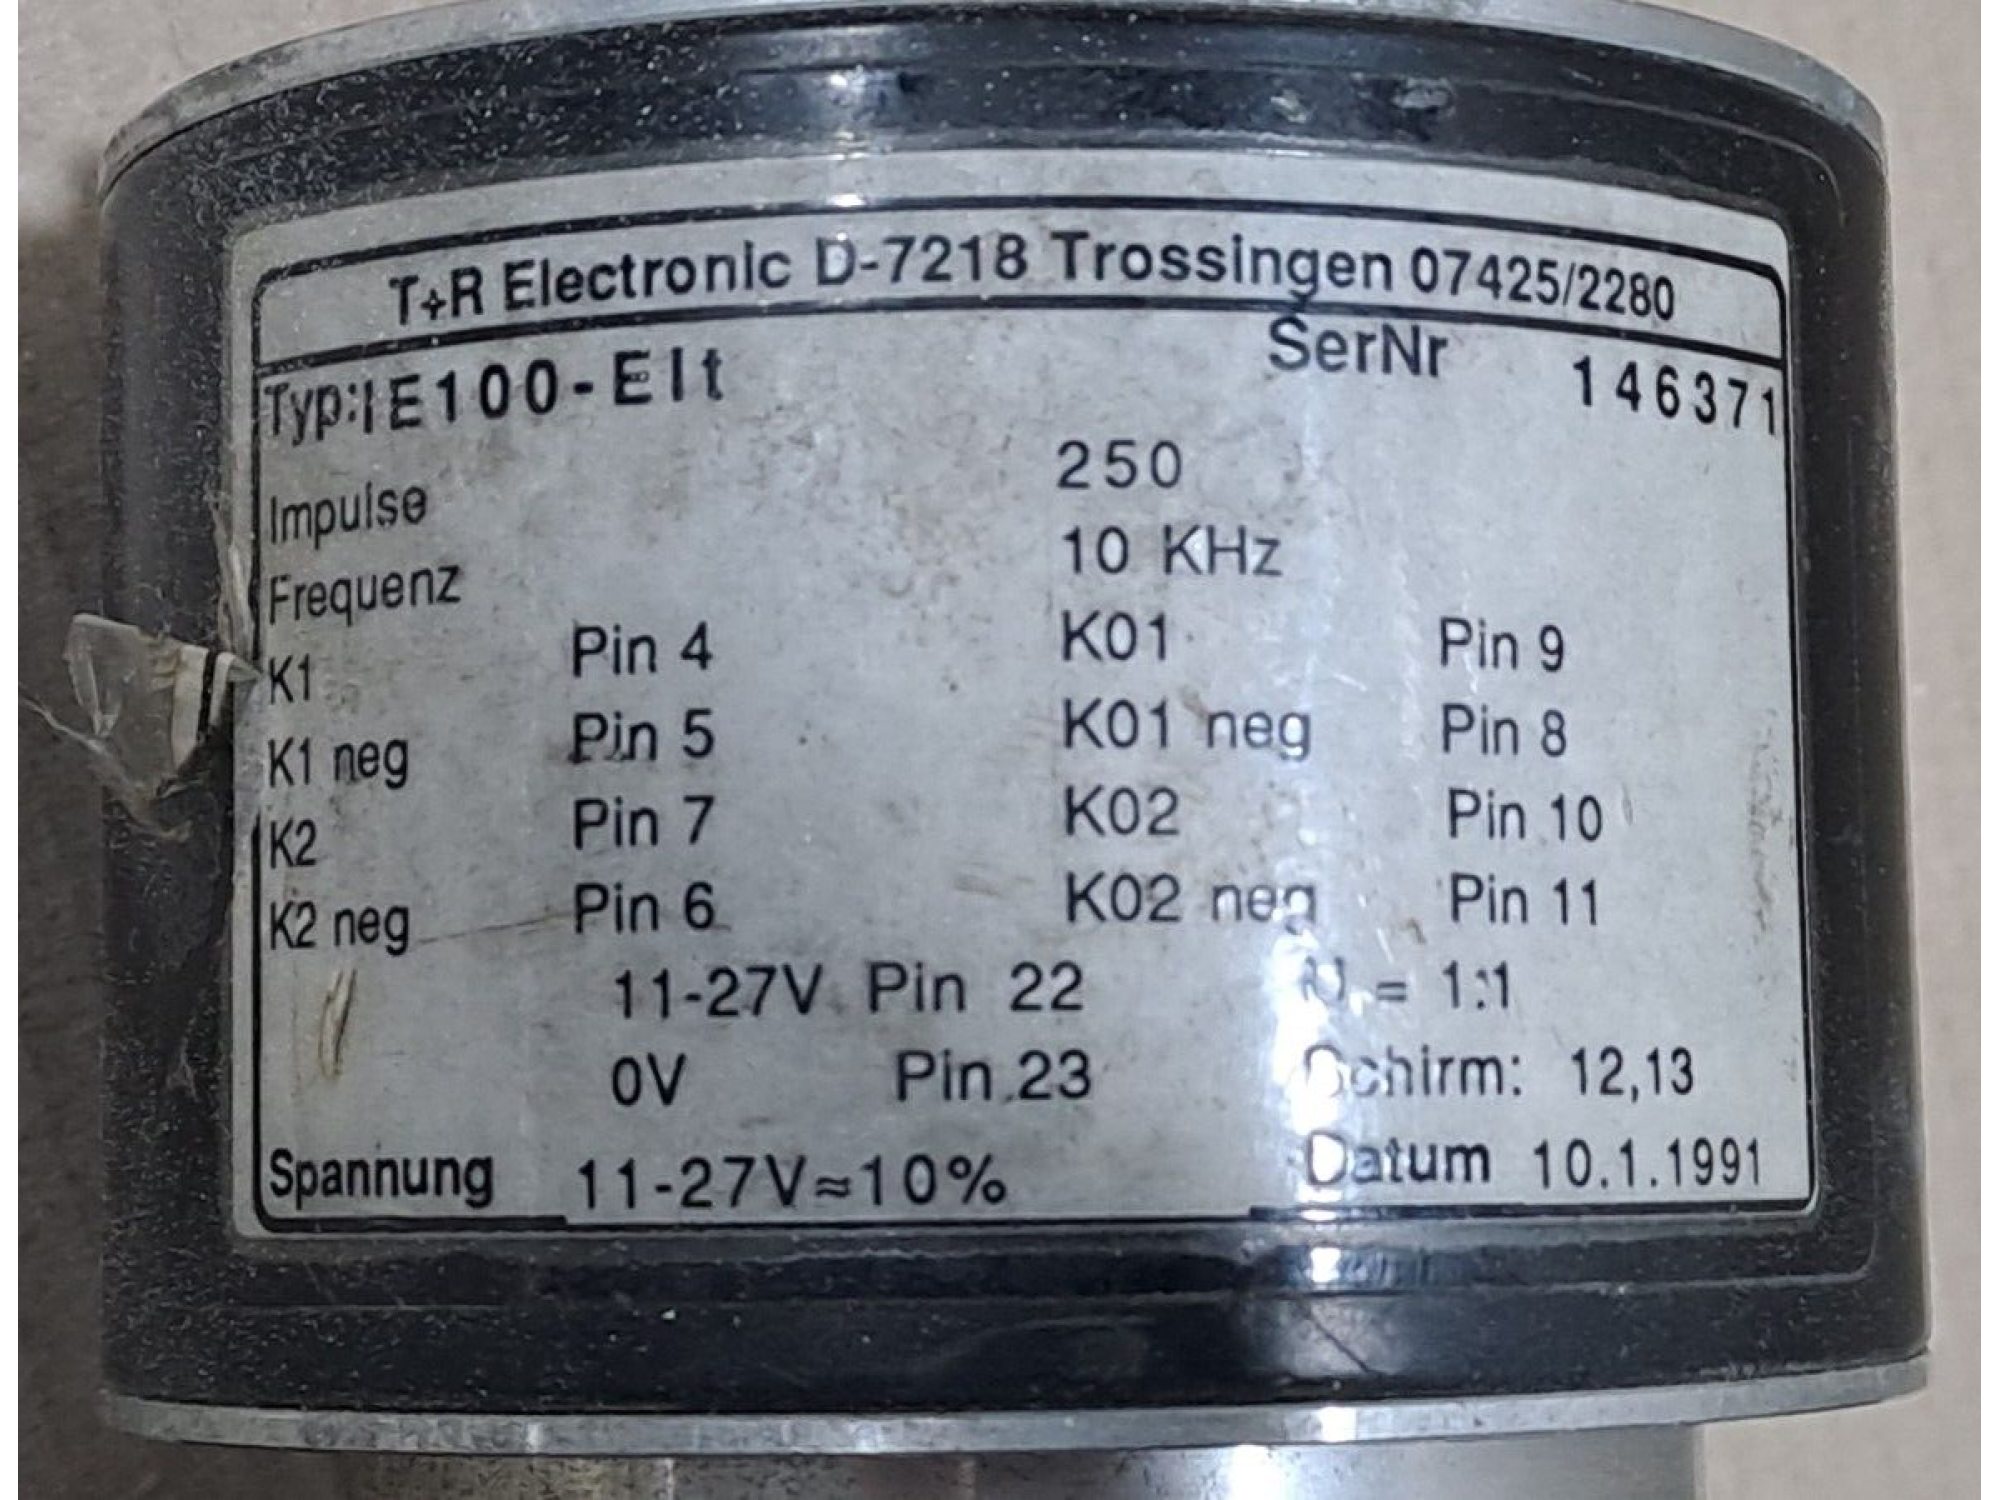 T+R Electronic D-7218 Trossingen 07425/2280
Typ:IE100-Elt SerNr 146371
Impulse 250
Frequenz 10 KHz
K1 Pin 4 K01 Pin 9
K1 neg Pin 5 K01 neg Pin 8
K2 Pin 7 K02 Pin 10
K2 neg Pin 6 K02 neg Pin 11
11-27V Pin 22 = 1:1
0V Pin 23 Schirm: 12,13
Spannung 11-27V≈10% Datum 10.1.1991